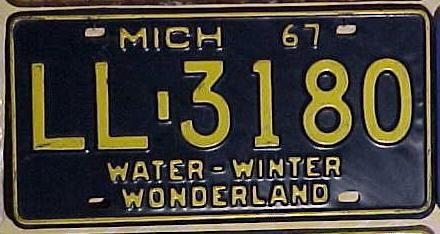 MICH 67
LL-3180
WATER-WINTER
WONDERLAND